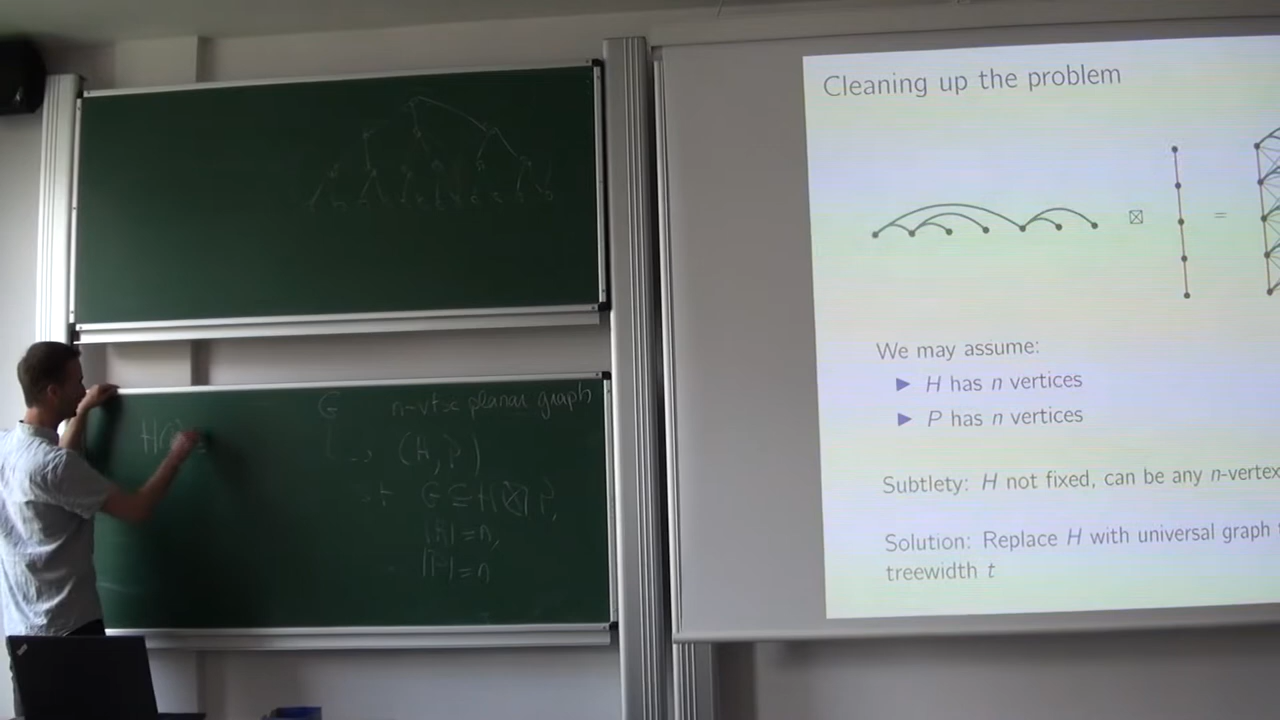 G n-vtx planar graph
(H, P)
G ⊆ H ⊠ P,
|H| = n,
|P| = n
Cleaning up the problem
⊠ =
We may assume:
▶ H has n vertices
▶ P has n vertices
Subtlety: H not fixed, can be any n-vertex
Solution: Replace H with universal graph
treewidth t